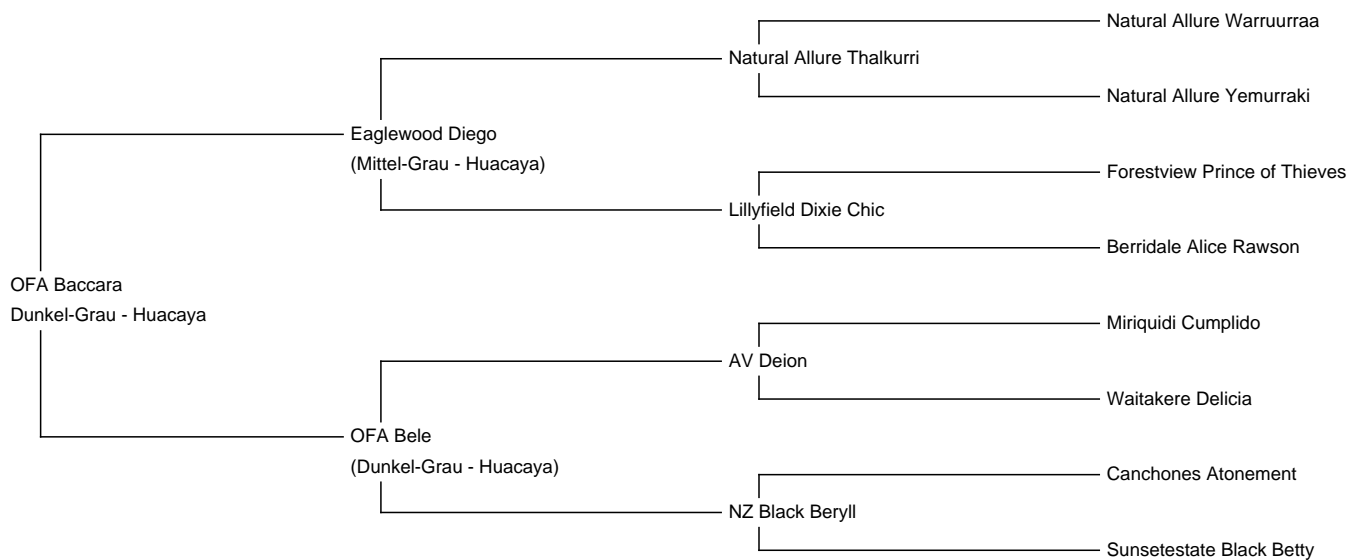 Natural Allure Warruurraa
Natural Allure Thalkurri
Natural Allure Yemurraki
Eaglewood Diego
(Mittel-Grau - Huacaya)
Forestview Prince of Thieves
Lillyfield Dixie Chic
Berridale Alice Rawson
OFA Baccara
Dunkel-Grau - Huacaya
Miriquidi Cumplido
AV Deion
Waitakere Delicia
OFA Bele
(Dunkel-Grau - Huacaya)
Canchones Atonement
NZ Black Beryll
Sunsetestate Black Betty